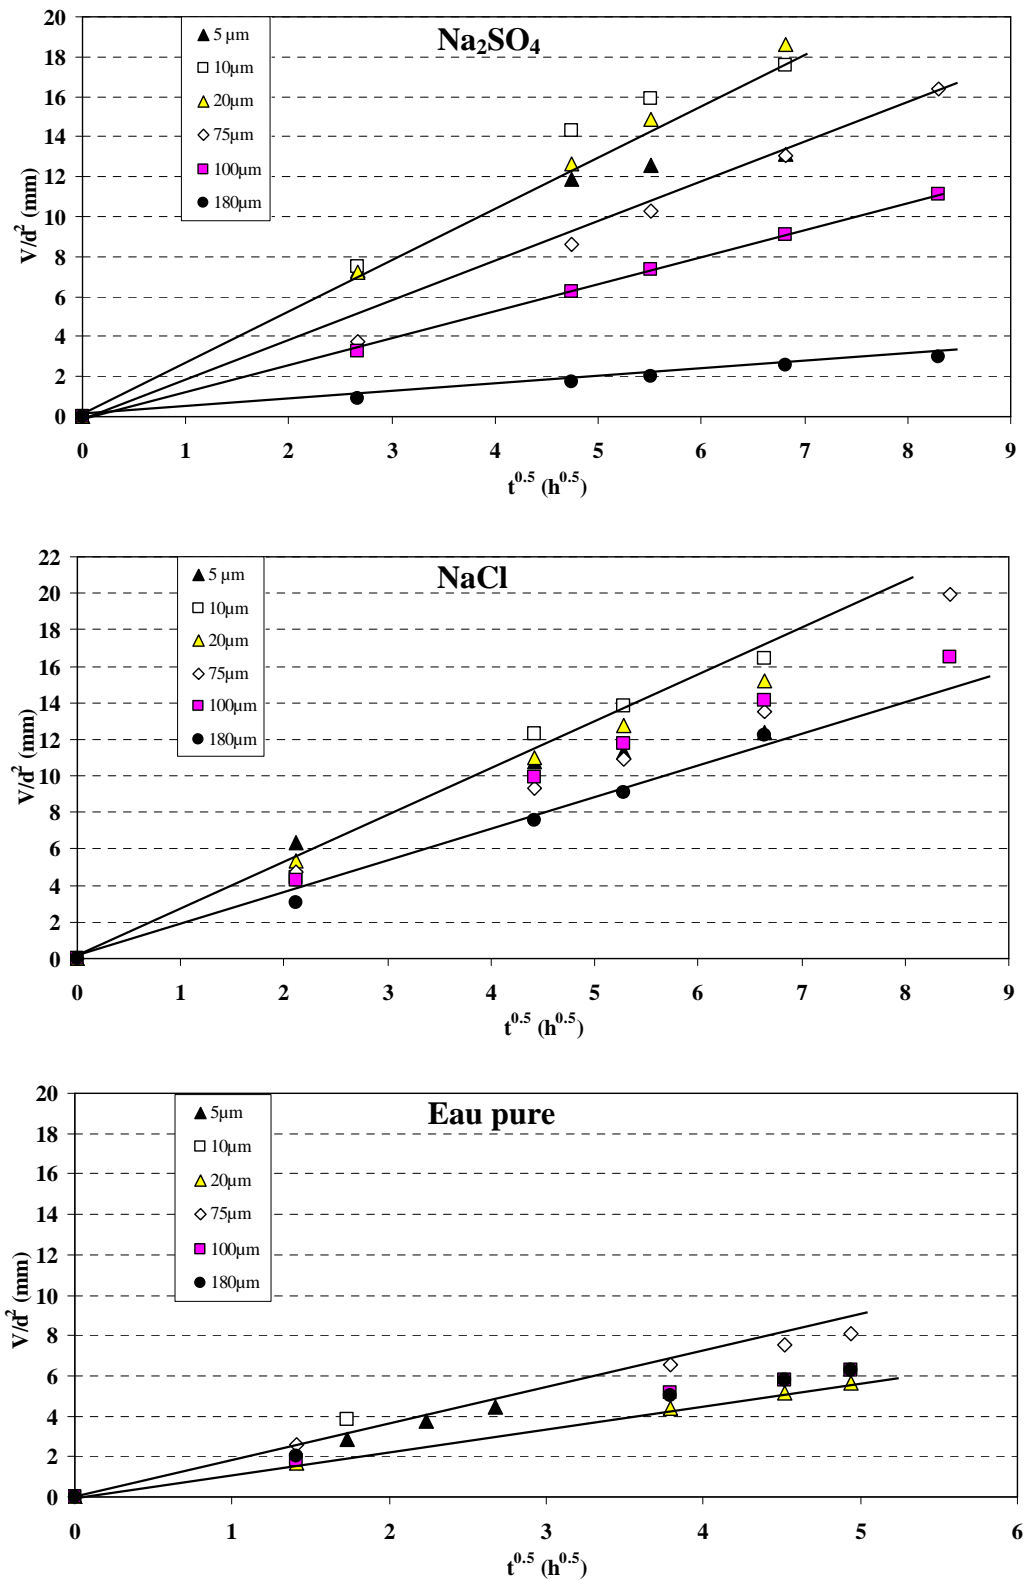 Na₂SO₄
5 µm
10µm
20µm
75µm
100µm
180µm
V/d² (mm)
20
18
16
14
12
10
8
6
4
2
0
0 1 2 3 4 5 6 7 8 9
t^0.5 (h^0.5)
NaCl
5 µm
10µm
20µm
75µm
100µm
180µm
V/d² (mm)
22
20
18
16
14
12
10
8
6
4
2
0
0 1 2 3 4 5 6 7 8 9
t^0.5 (h^0.5)
Eau pure
5µm
10µm
20µm
75µm
100µm
180µm
V/d² (mm)
20
18
16
14
12
10
8
6
4
2
0
0 1 2 3 4 5 6
t^0.5 (h^0.5)